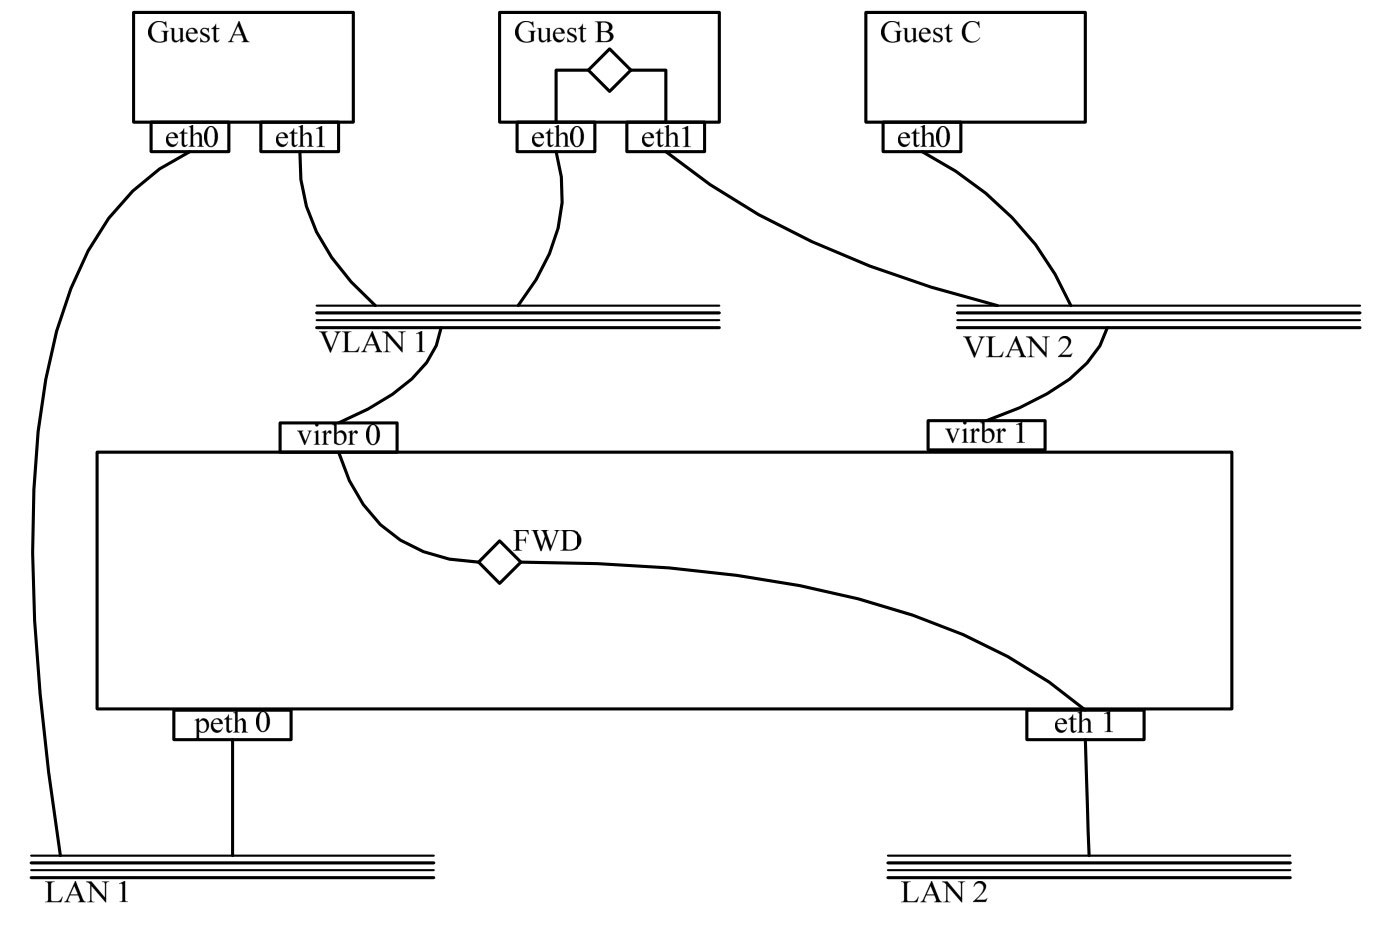 Guest A
Guest B
Guest C
eth0
eth1
eth0
eth1
eth0
VLAN 1
VLAN 2
virbr 0
virbr 1
FWD
peth 0
eth 1
LAN 1
LAN 2